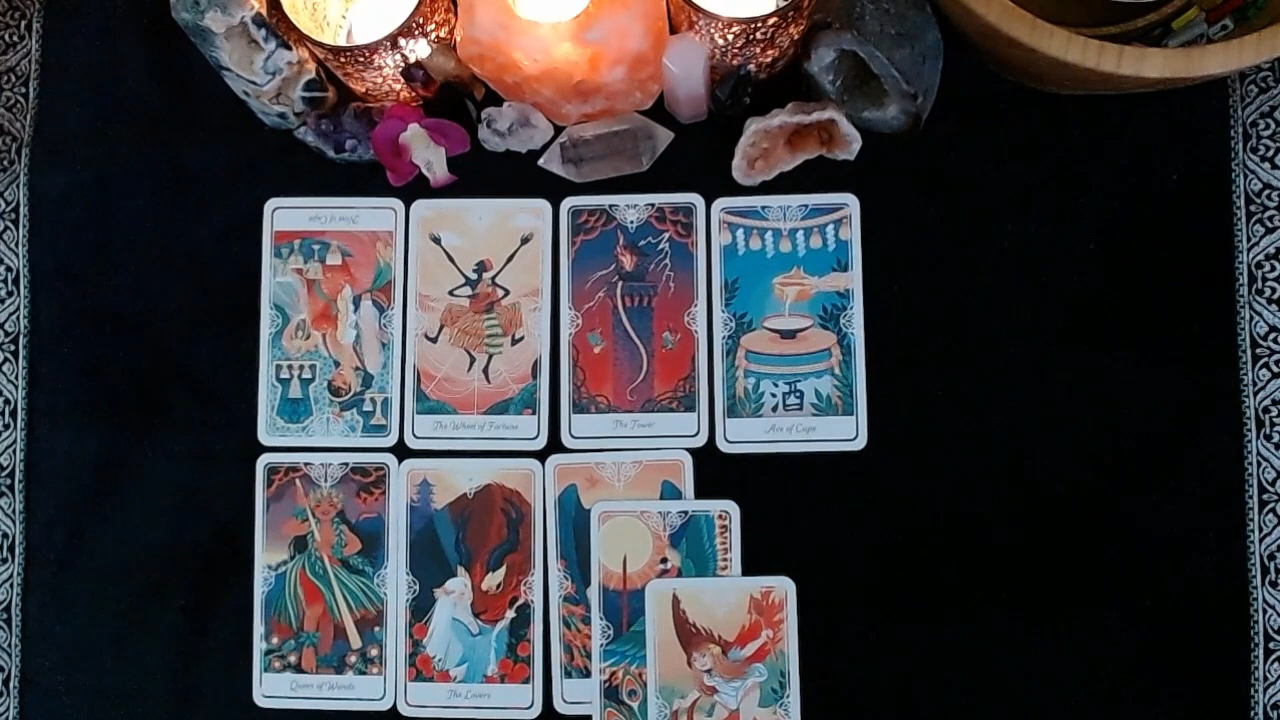 Nine of Cups
The Wheel of Fortune
The Tower
酒
Ace of Cups
Queen of Wands
The Lovers